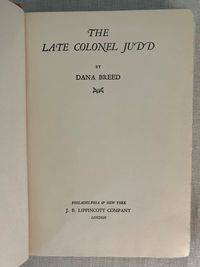 THE
LATE COLONEL JUDD
BY
DANA BREED
PHILADELPHIA & NEW YORK
J. B. LIPPINCOTT COMPANY
LONDON